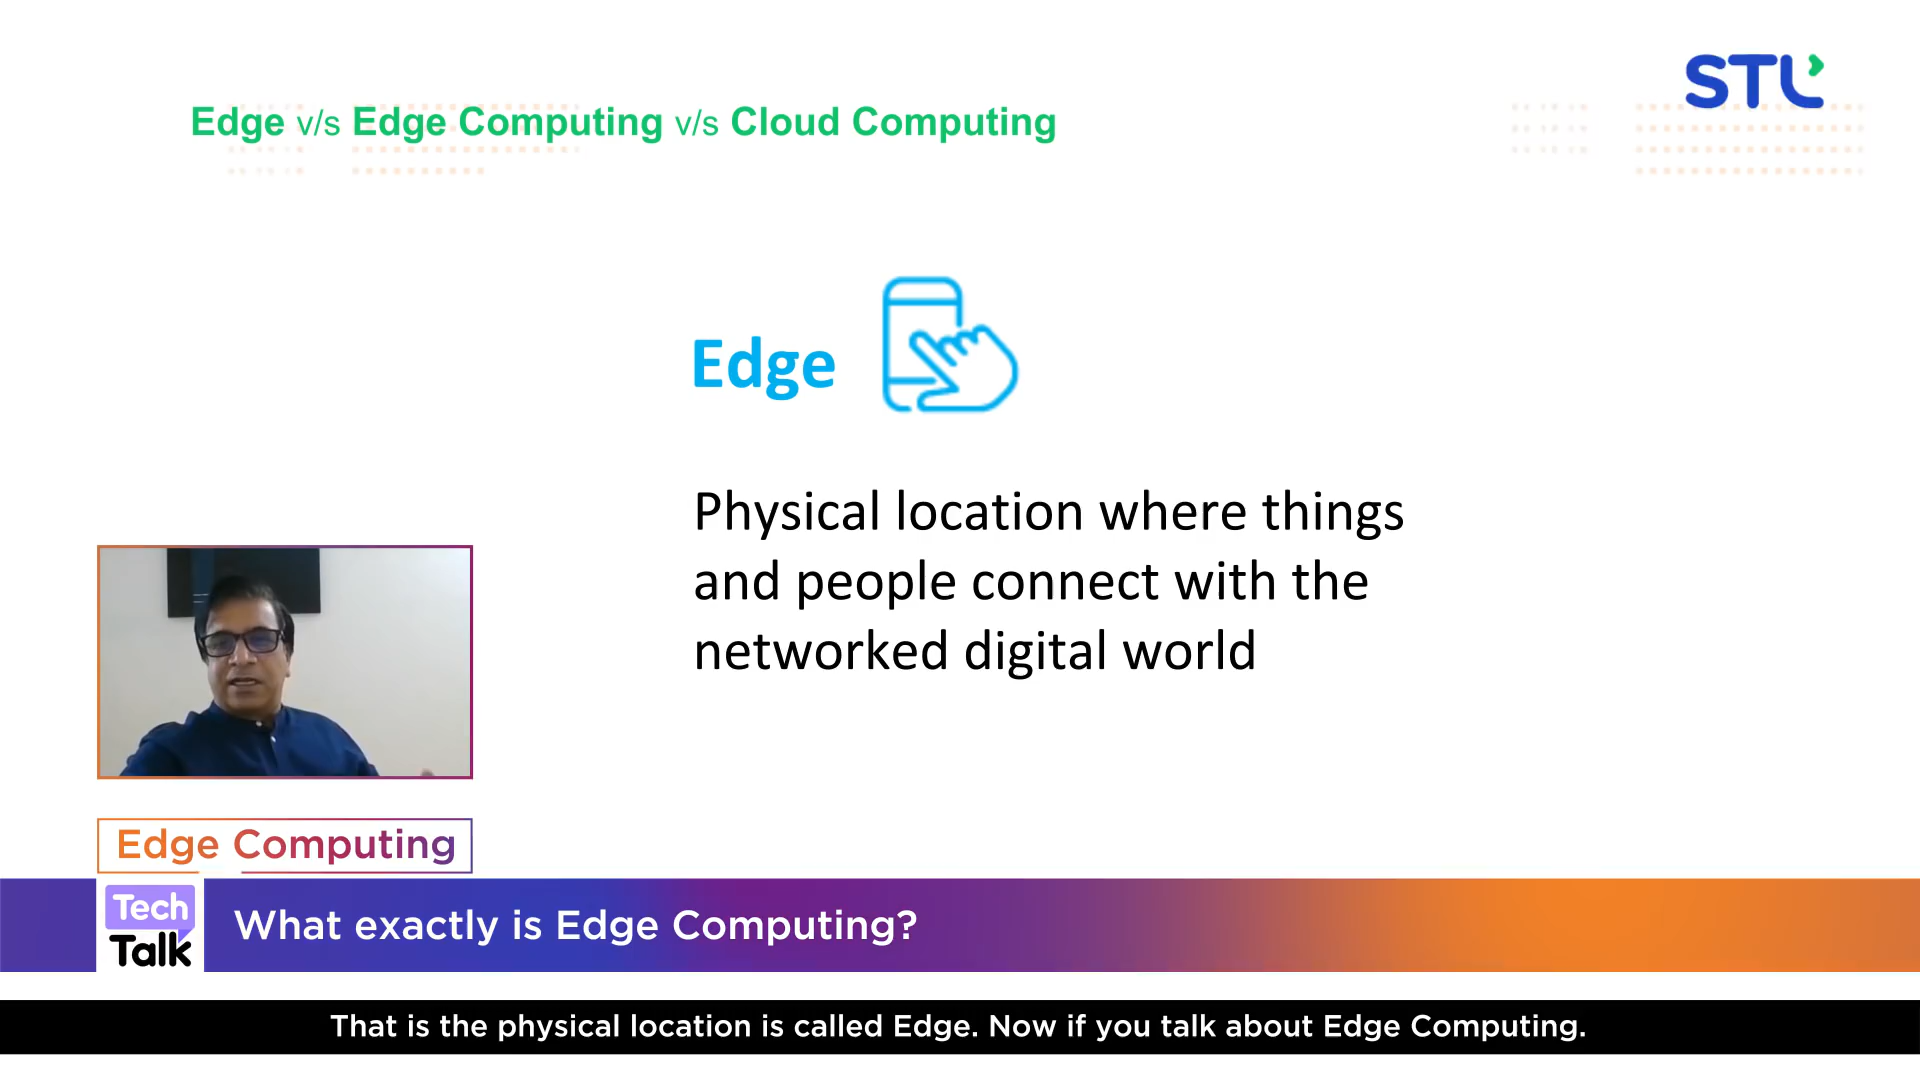 STL
Edge v/s Edge Computing v/s Cloud Computing
Edge
Physical location where things
and people connect with the
networked digital world
Edge Computing
Tech
Talk
What exactly is Edge Computing?
That is the physical location is called Edge. Now if you talk about Edge Computing.